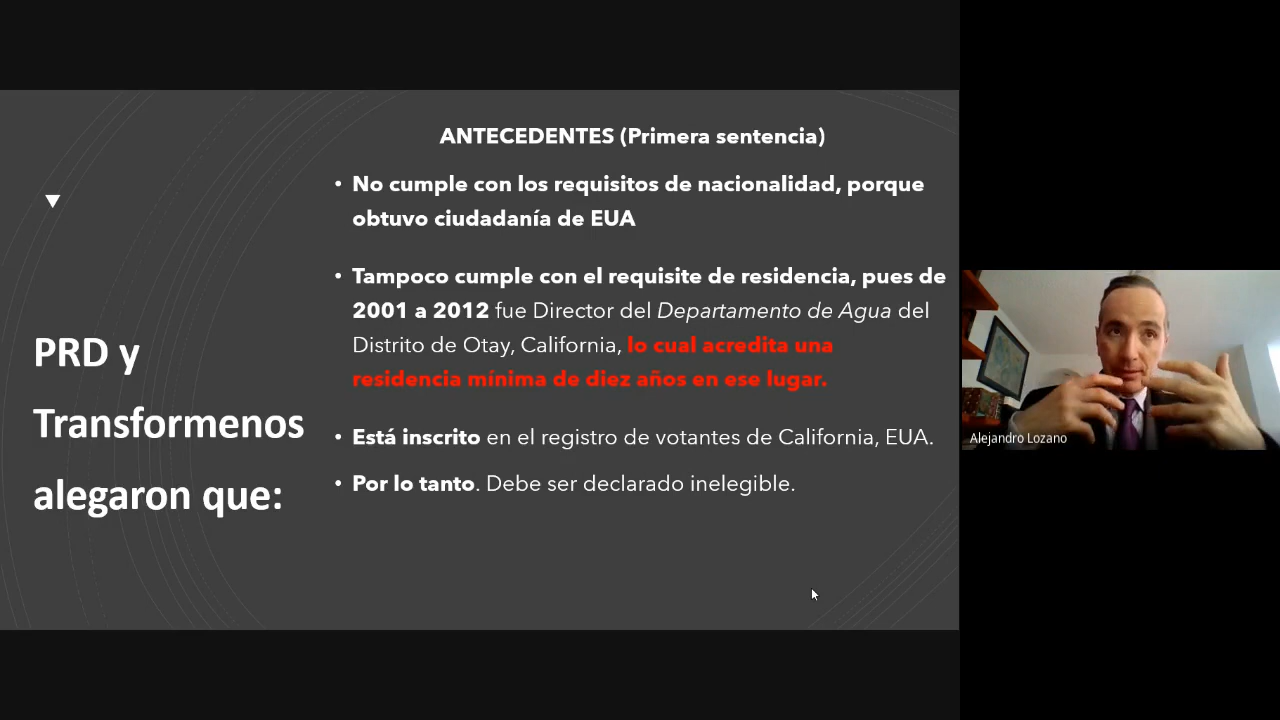 PRD y
Transformenos
alegaron que:
ANTECEDENTES (Primera sentencia)
• No cumple con los requisitos de nacionalidad, porque
obtuvo ciudadanía de EUA
• Tampoco cumple con el requisite de residencia, pues de
2001 a 2012 fue Director del Departamento de Agua del
Distrito de Otay, California, lo cual acredita una
residencia mínima de diez años en ese lugar.
• Está inscrito en el registro de votantes de California, EUA.
• Por lo tanto. Debe ser declarado inelegible.
Alejandro Lozano